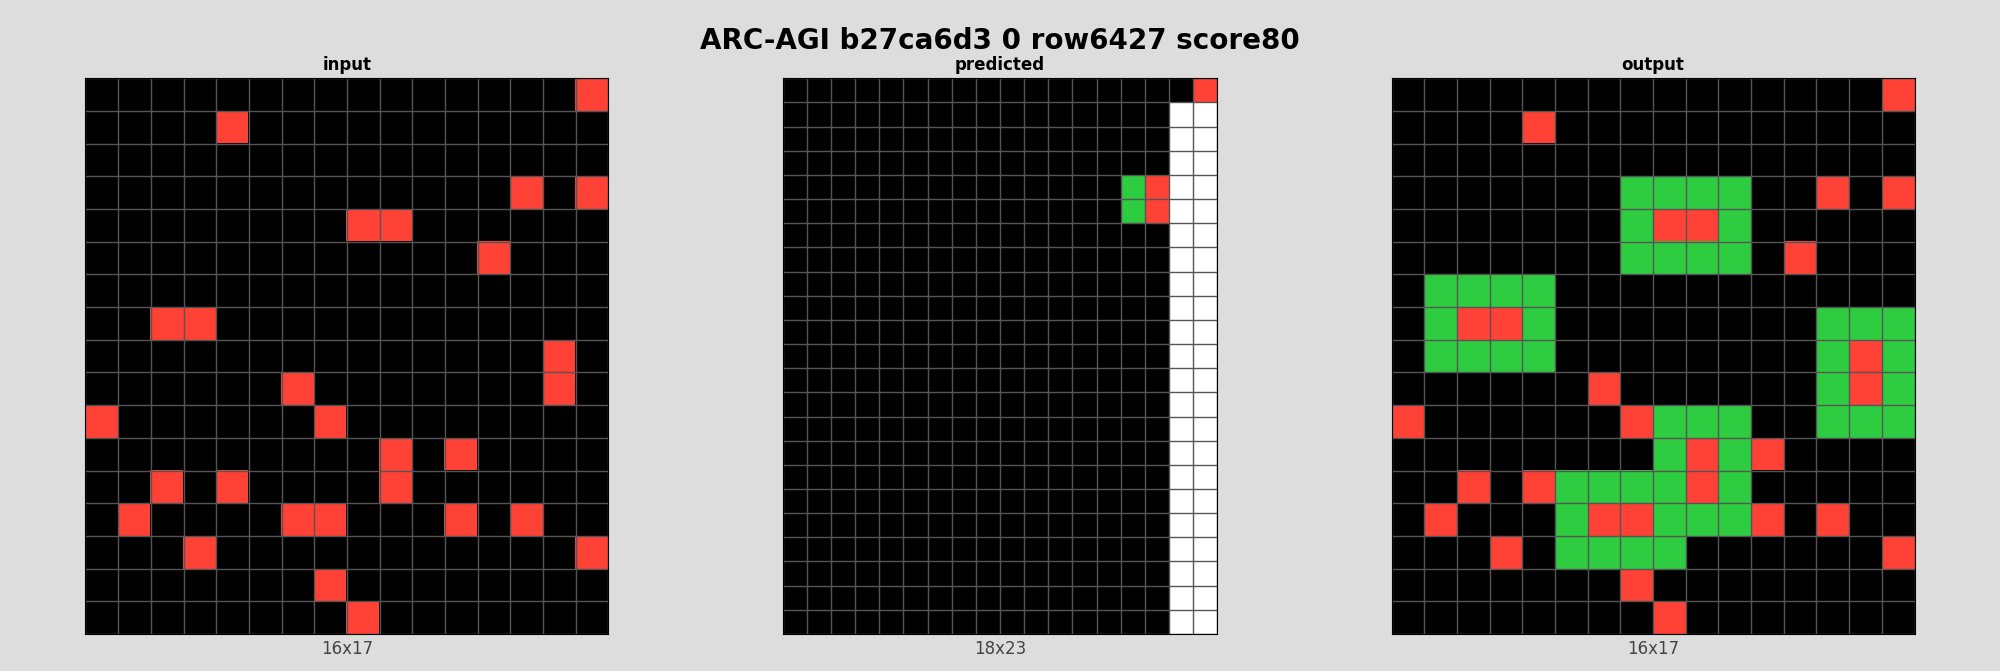 ARC-AGI b27ca6d3 0 row6427 score80
input
predicted
output
16x17
18x23
16x17